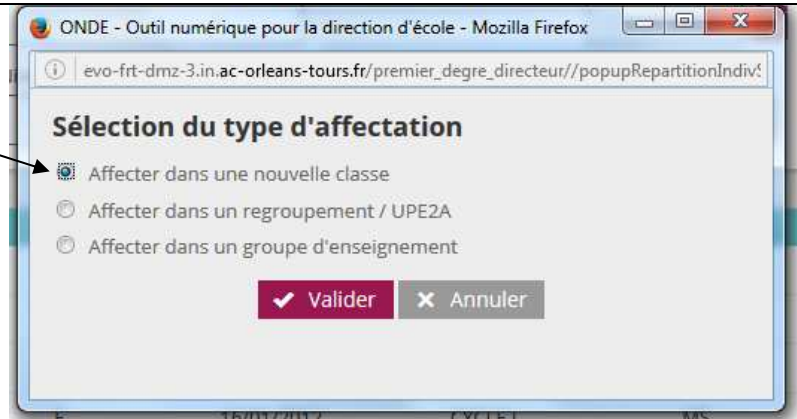 ONDE - Outil numérique pour la direction d'école - Mozilla Firefox
evo-frt-dmz-3.in.ac-orleans-tours.fr/premier_degre_directeur//popupRepartitionIndiv
Sélection du type d'affectation
Affecter dans une nouvelle classe
Affecter dans un regroupement / UPE2A
Affecter dans un groupe d'enseignement
Valider Annuler